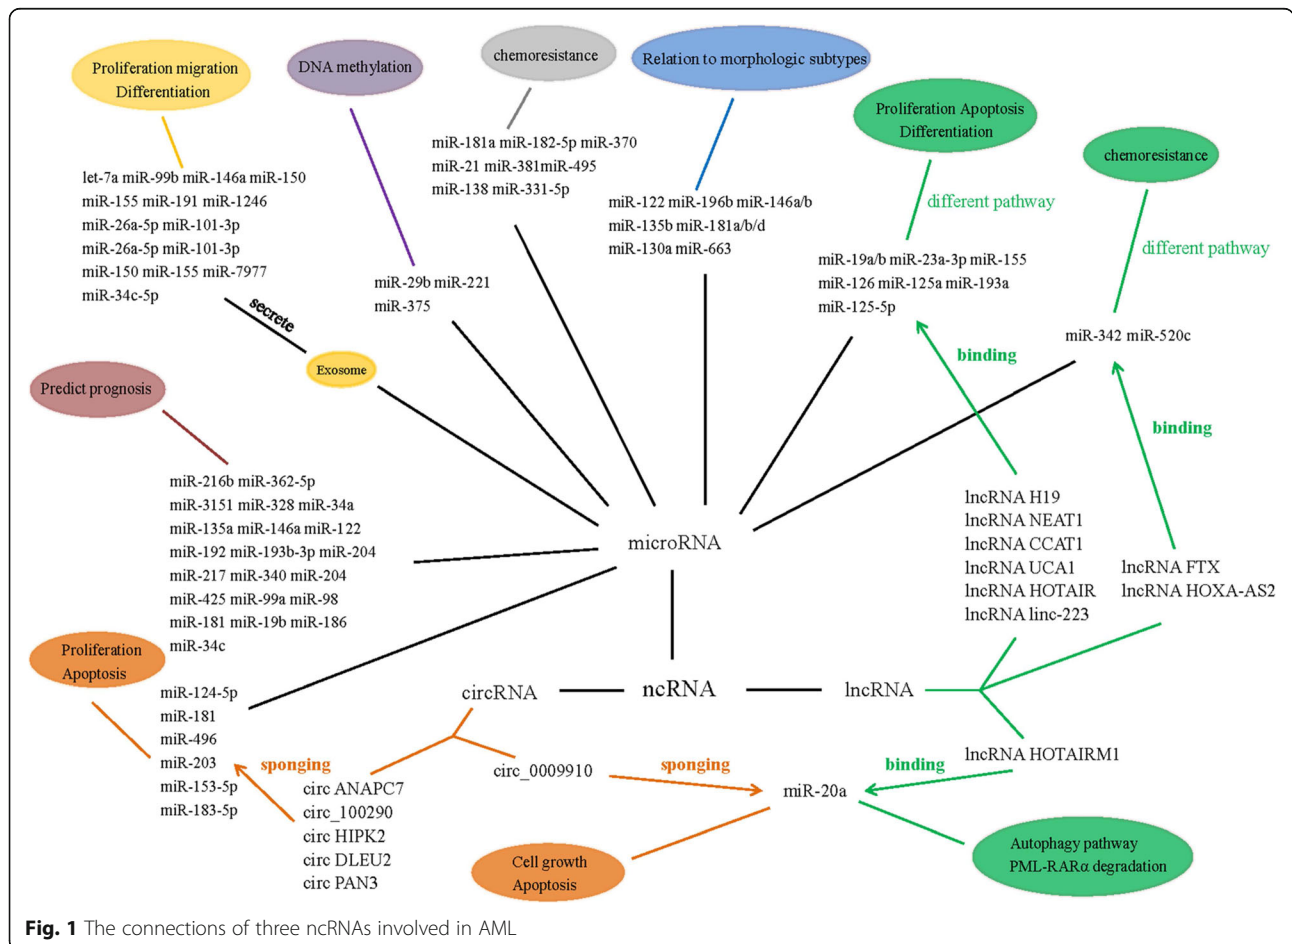 Proliferation migration
Differentiation
DNA methylation
chemoresistance
Relation to morphologic subtypes
Proliferation Apoptosis
Differentiation
chemoresistance
let-7a miR-99b miR-146a miR-150
miR-155 miR-191 miR-1246
miR-26a-5p miR-101-3p
miR-26a-5p miR-101-3p
miR-150 miR-155 miR-7977
miR-34c-5p
miR-29b miR-221
miR-375
miR-181a miR-182-5p miR-370
miR-21 miR-381miR-495
miR-138 miR-331-5p
miR-122 miR-196b miR-146a/b
miR-135b miR-181a/b/d
miR-130a miR-663
different pathway
miR-19a/b miR-23a-3p miR-155
miR-126 miR-125a miR-193a
miR-125-5p
different pathway
miR-342 miR-520c
secrete
Exosome
binding
binding
Predict prognosis
miR-216b miR-362-5p
miR-3151 miR-328 miR-34a
miR-135a miR-146a miR-122
miR-192 miR-193b-3p miR-204
miR-217 miR-340 miR-204
miR-425 miR-99a miR-98
miR-181 miR-19b miR-186
miR-34c
microRNA
lncRNA H19
lncRNA NEAT1
lncRNA CCAT1
lncRNA UCA1
lncRNA HOTAIR
lncRNA linc-223
lncRNA FTX
lncRNA HOXA-AS2
Proliferation
Apoptosis
miR-124-5p
miR-181
miR-496
miR-203
miR-153-5p
miR-183-5p
circRNA
ncRNA
lncRNA
sponging
circ ANAPC7
circ_100290
circ HIPK2
circ DLEU2
circ PAN3
circ_0009910
sponging
miR-20a
binding
lncRNA HOTAIRM1
Cell growth
Apoptosis
Autophagy pathway
PML-RARα degradation
Fig. 1 The connections of three ncRNAs involved in AML